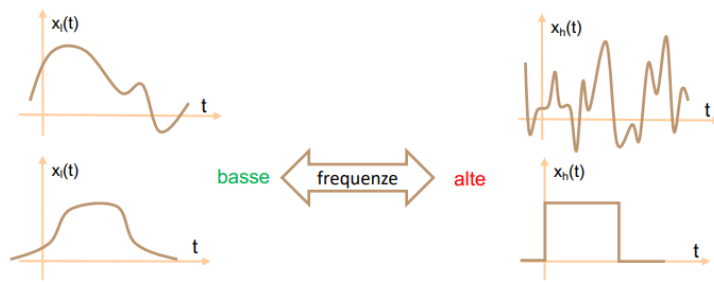 xₗ(t)
t
xₕ(t)
t
basse
frequenze
alte
xₗ(t)
t
xₕ(t)
t